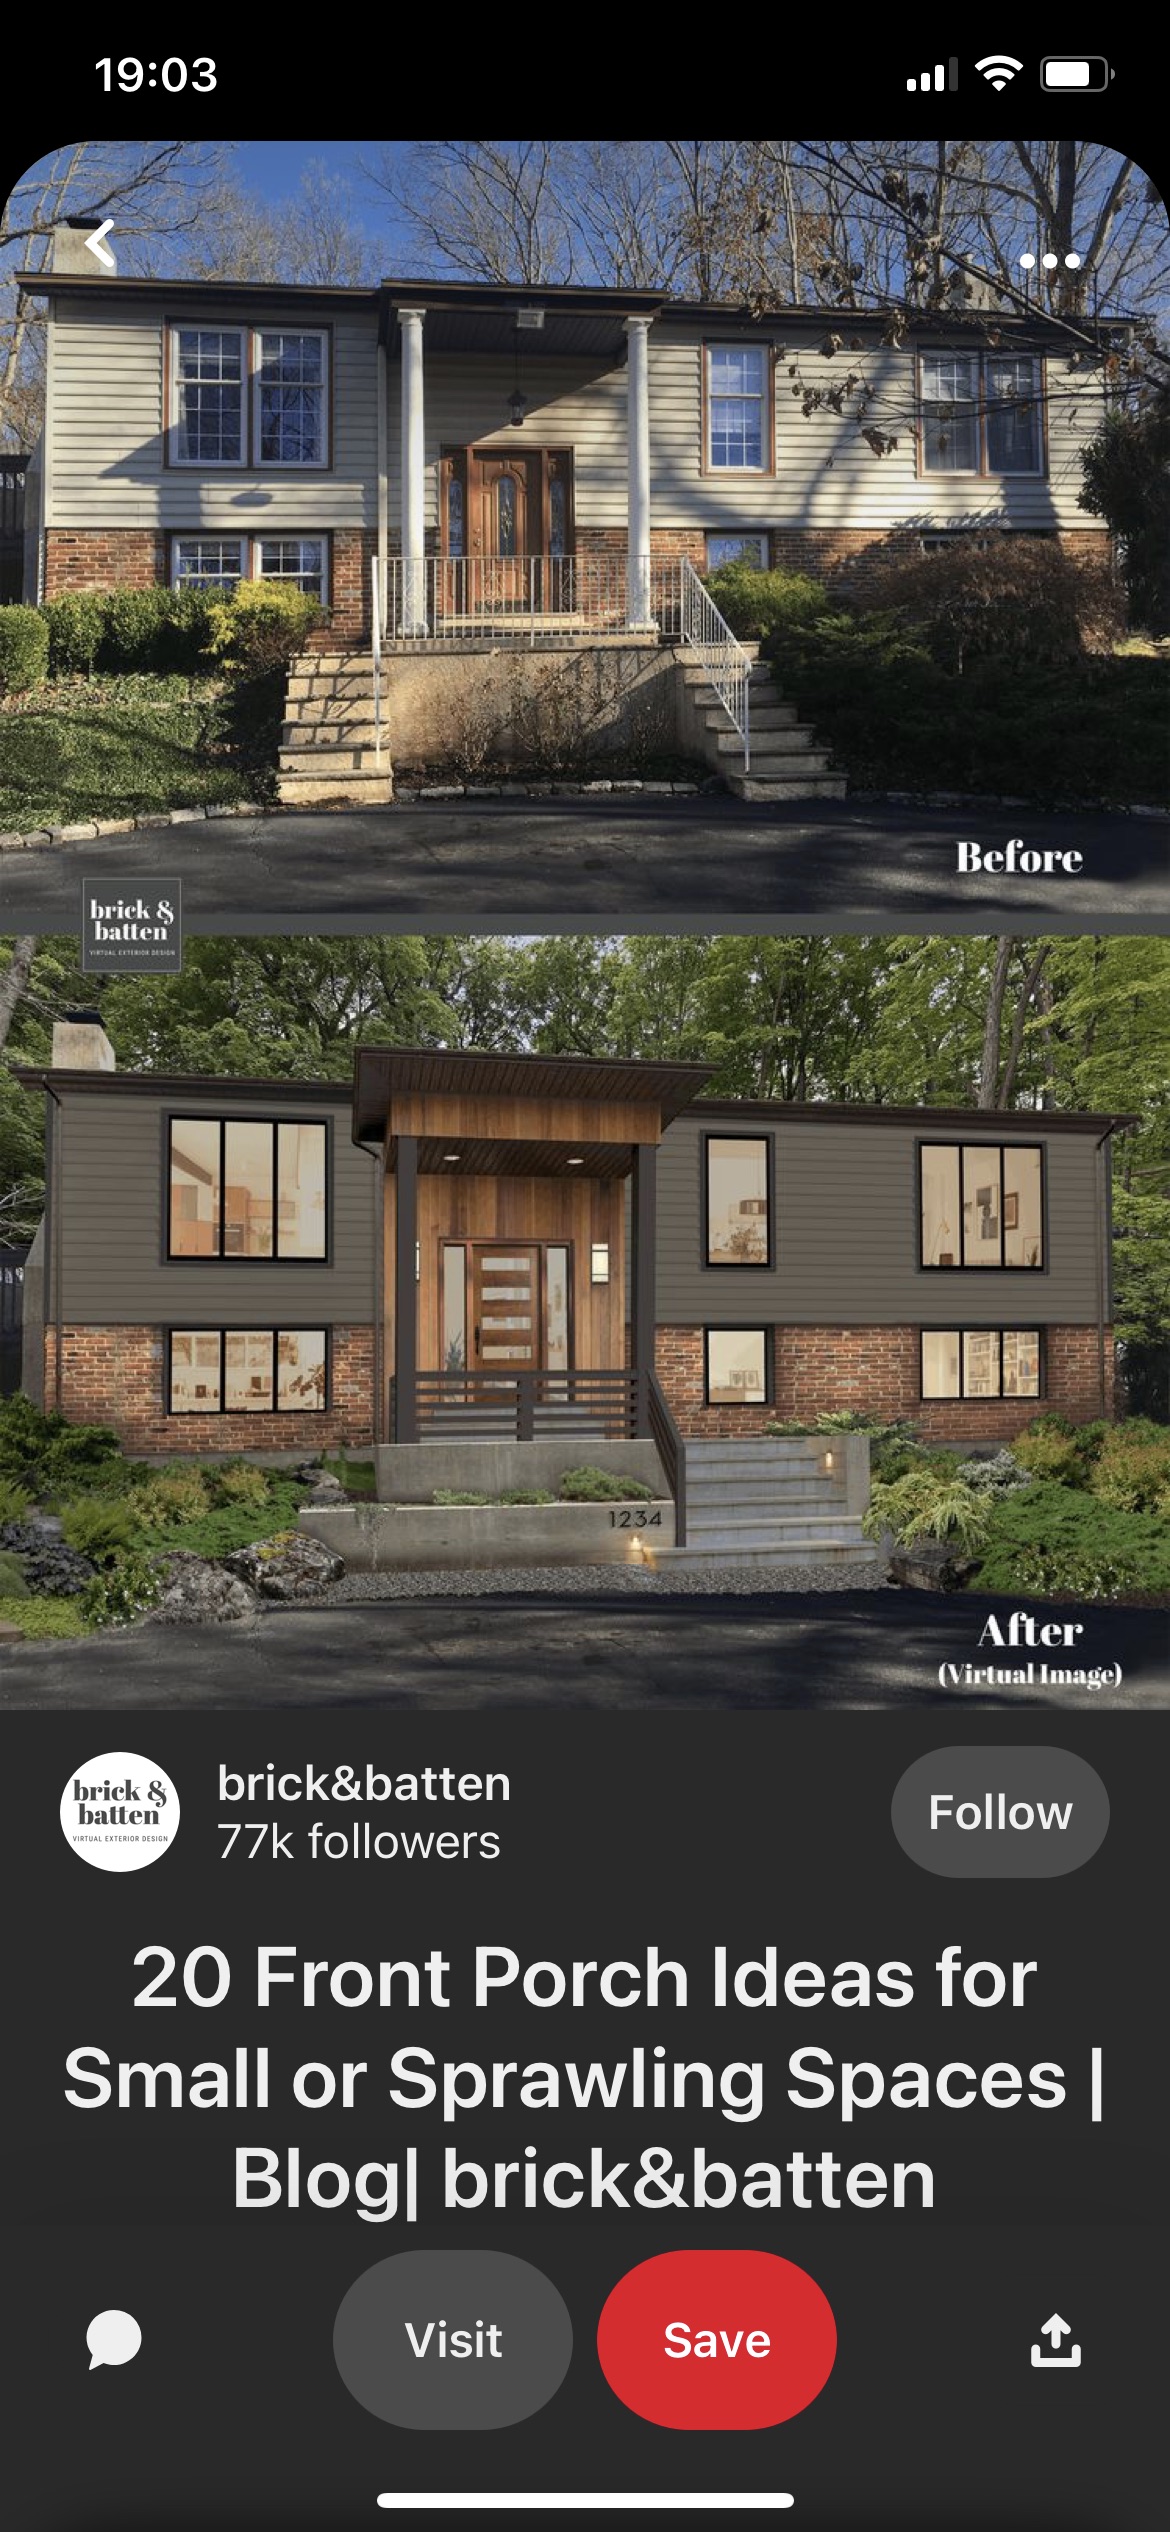 19:03
Before
brick &
batten
VIRTUAL EXTERIOR DESIGN
1234
After
(Virtual Image)
brick &
batten
VIRTUAL EXTERIOR DESIGN
brick&batten
77k followers
Follow
20 Front Porch Ideas for
Small or Sprawling Spaces |
Blog| brick&batten
Visit
Save